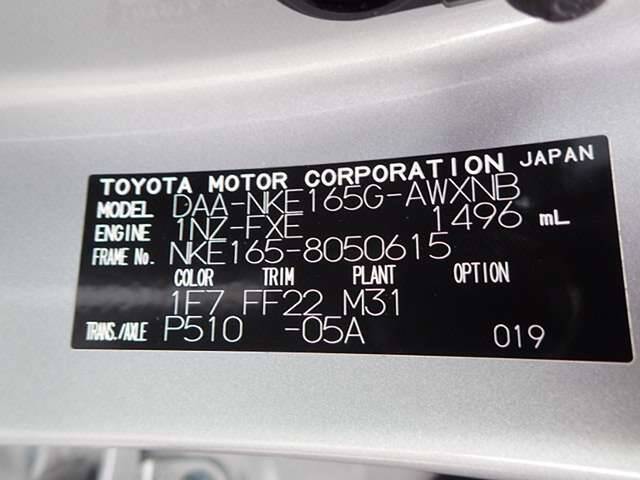 TOYOTA MOTOR CORPORATION JAPAN
MODEL DAA-NKE165G-AWXNB
ENGINE 1NZ-FXE 1496 mL
FRAME No. NKE165-8050615
COLOR TRIM PLANT OPTION
1F7 FF22 M31
TRANS./AXLE P510 -05A 019